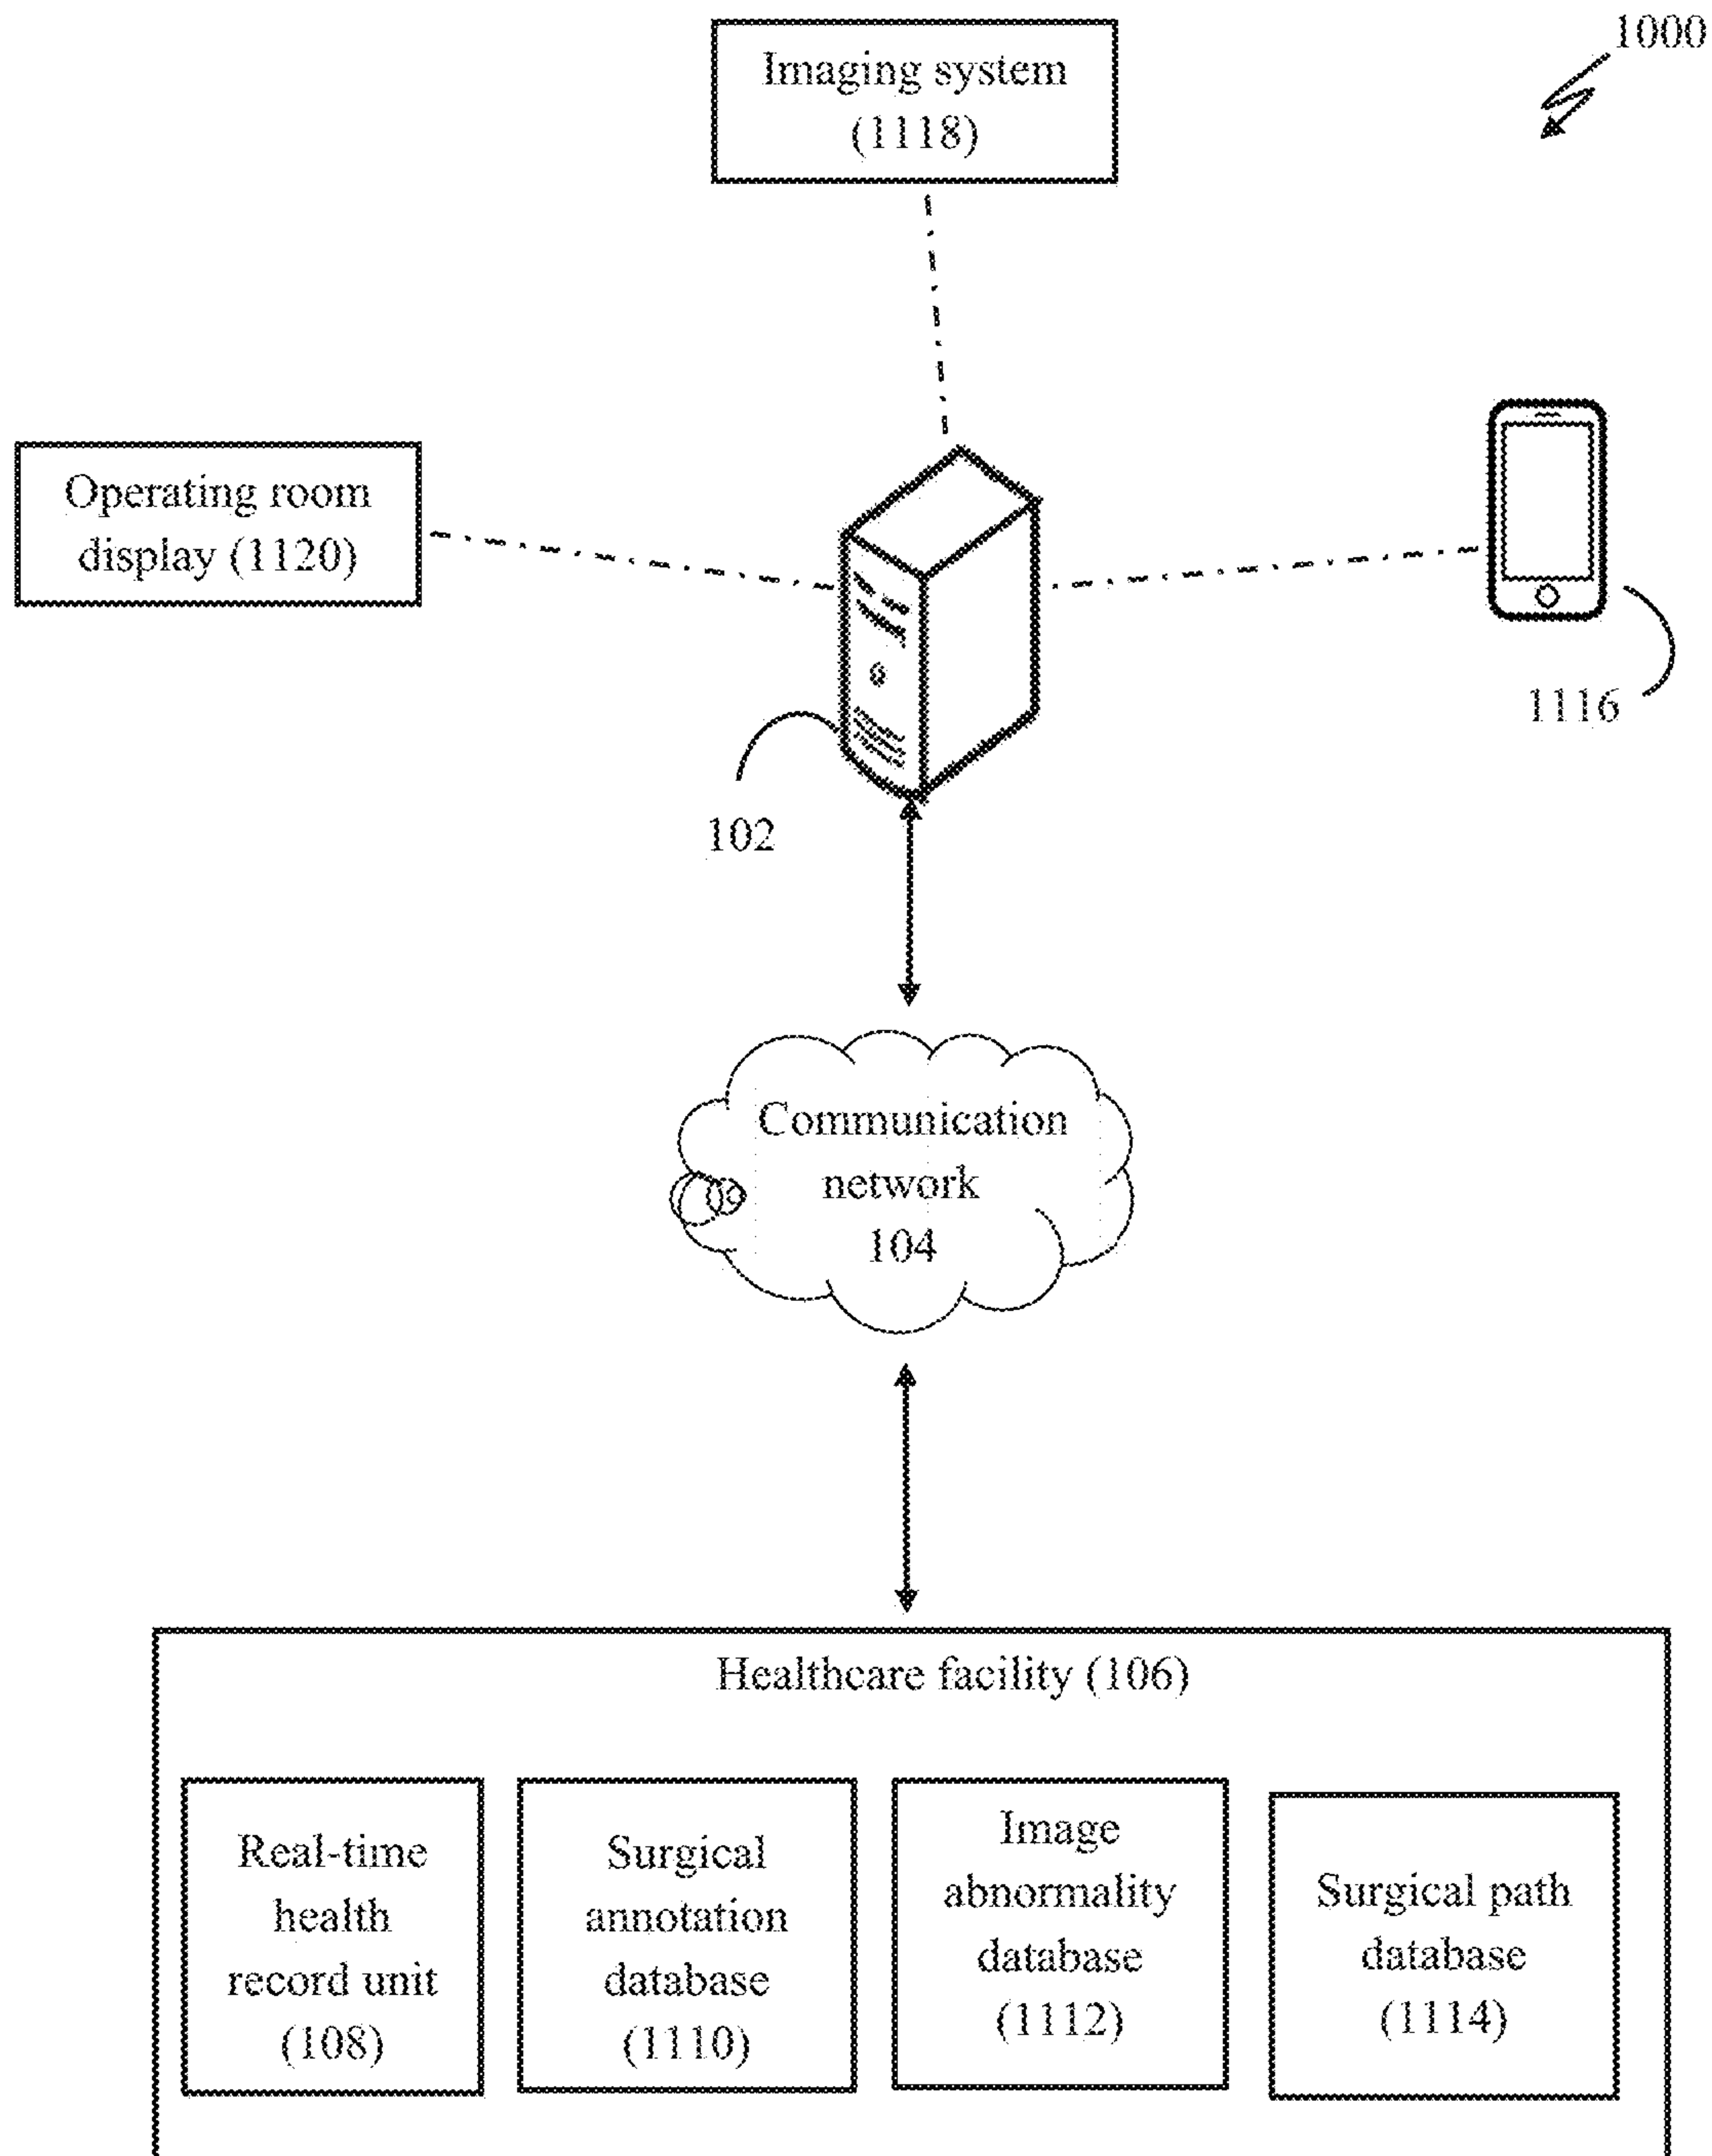 1000
Imaging system
(1118)
Operating room
display (1120)
1116
102
Communication
network
104
Healthcare facility (106)
Real-time
health
record unit
(108)
Surgical
annotation
database
(1110)
Image
abnormality
database
(1112)
Surgical path
database
(1114)